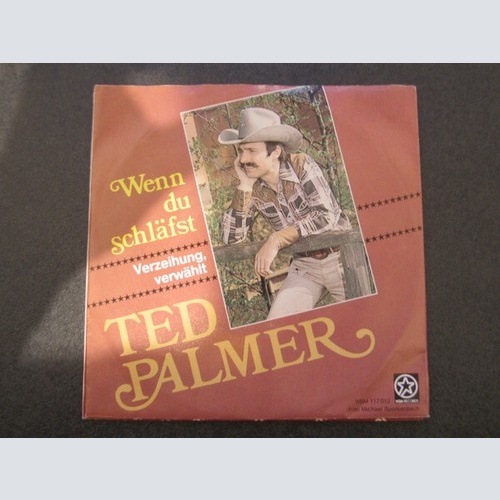 Wenn
du
schläfst
Verzeihung,
verwählt
TED
PALMER